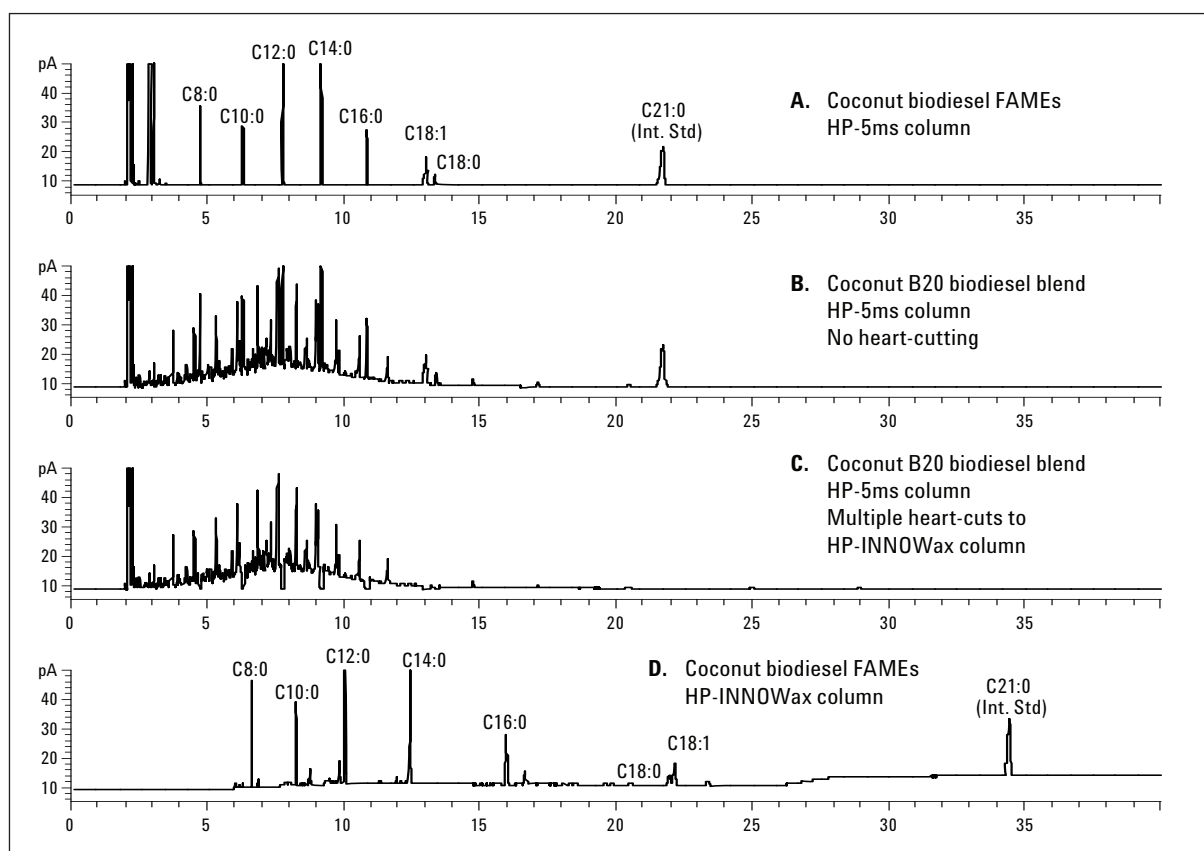 C12:0 C14:0
pA
C8:0
40
A. Coconut biodiesel FAMEs
HP-5ms column
C10:0
C16:0
C21:0
(Int. Std)
30
C18:1
20
C18:0
10
0 5 10 15 20 25 30 35
pA
B. Coconut B20 biodiesel blend
HP-5ms column
No heart-cutting
40
30
20
10
0 5 10 15 20 25 30 35
pA
C. Coconut B20 biodiesel blend
HP-5ms column
Multiple heart-cuts to
HP-INNOWax column
40
30
20
10
0 5 10 15 20 25 30 35
pA
C8:0
C10:0
C12:0
C14:0
D. Coconut biodiesel FAMEs
HP-INNOWax column
C21:0
(Int. Std)
40
C16:0
30
C18:1
20
C18:0
10
0 5 10 15 20 25 30 35